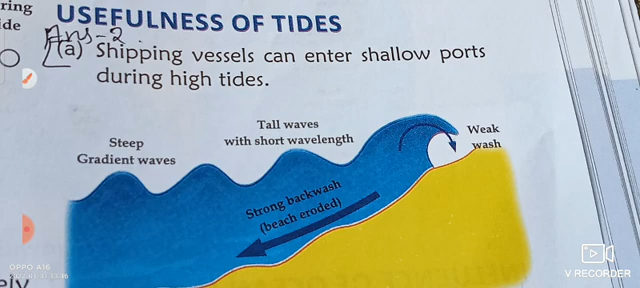 ring
ide
USEFULNESS OF TIDES
Ans-2
(a) Shipping vessels can enter shallow ports
during high tides.
Steep
Gradient waves
Tall waves
with short wavelength
Weak
wash
Strong backwash
(beach eroded)
OPPO A16
ely
V RECORDER